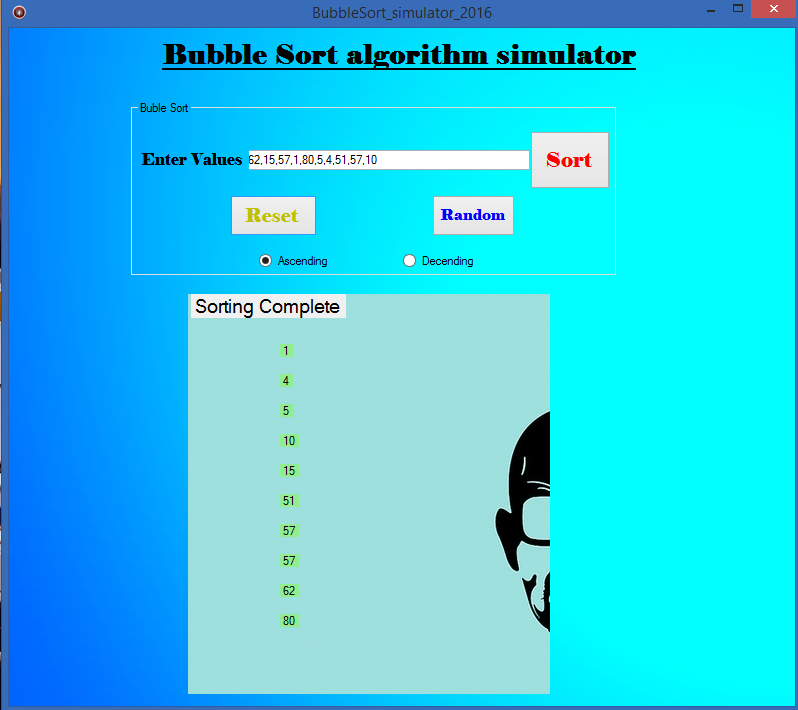 BubbleSort_simulator_2016
Bubble Sort algorithm simulator
Buble Sort
Enter Values 62,15,57,1,80,5,4,51,57,10 Sort
Reset Random
Ascending Decending
Sorting Complete
1
4
5
10
15
51
57
57
62
80